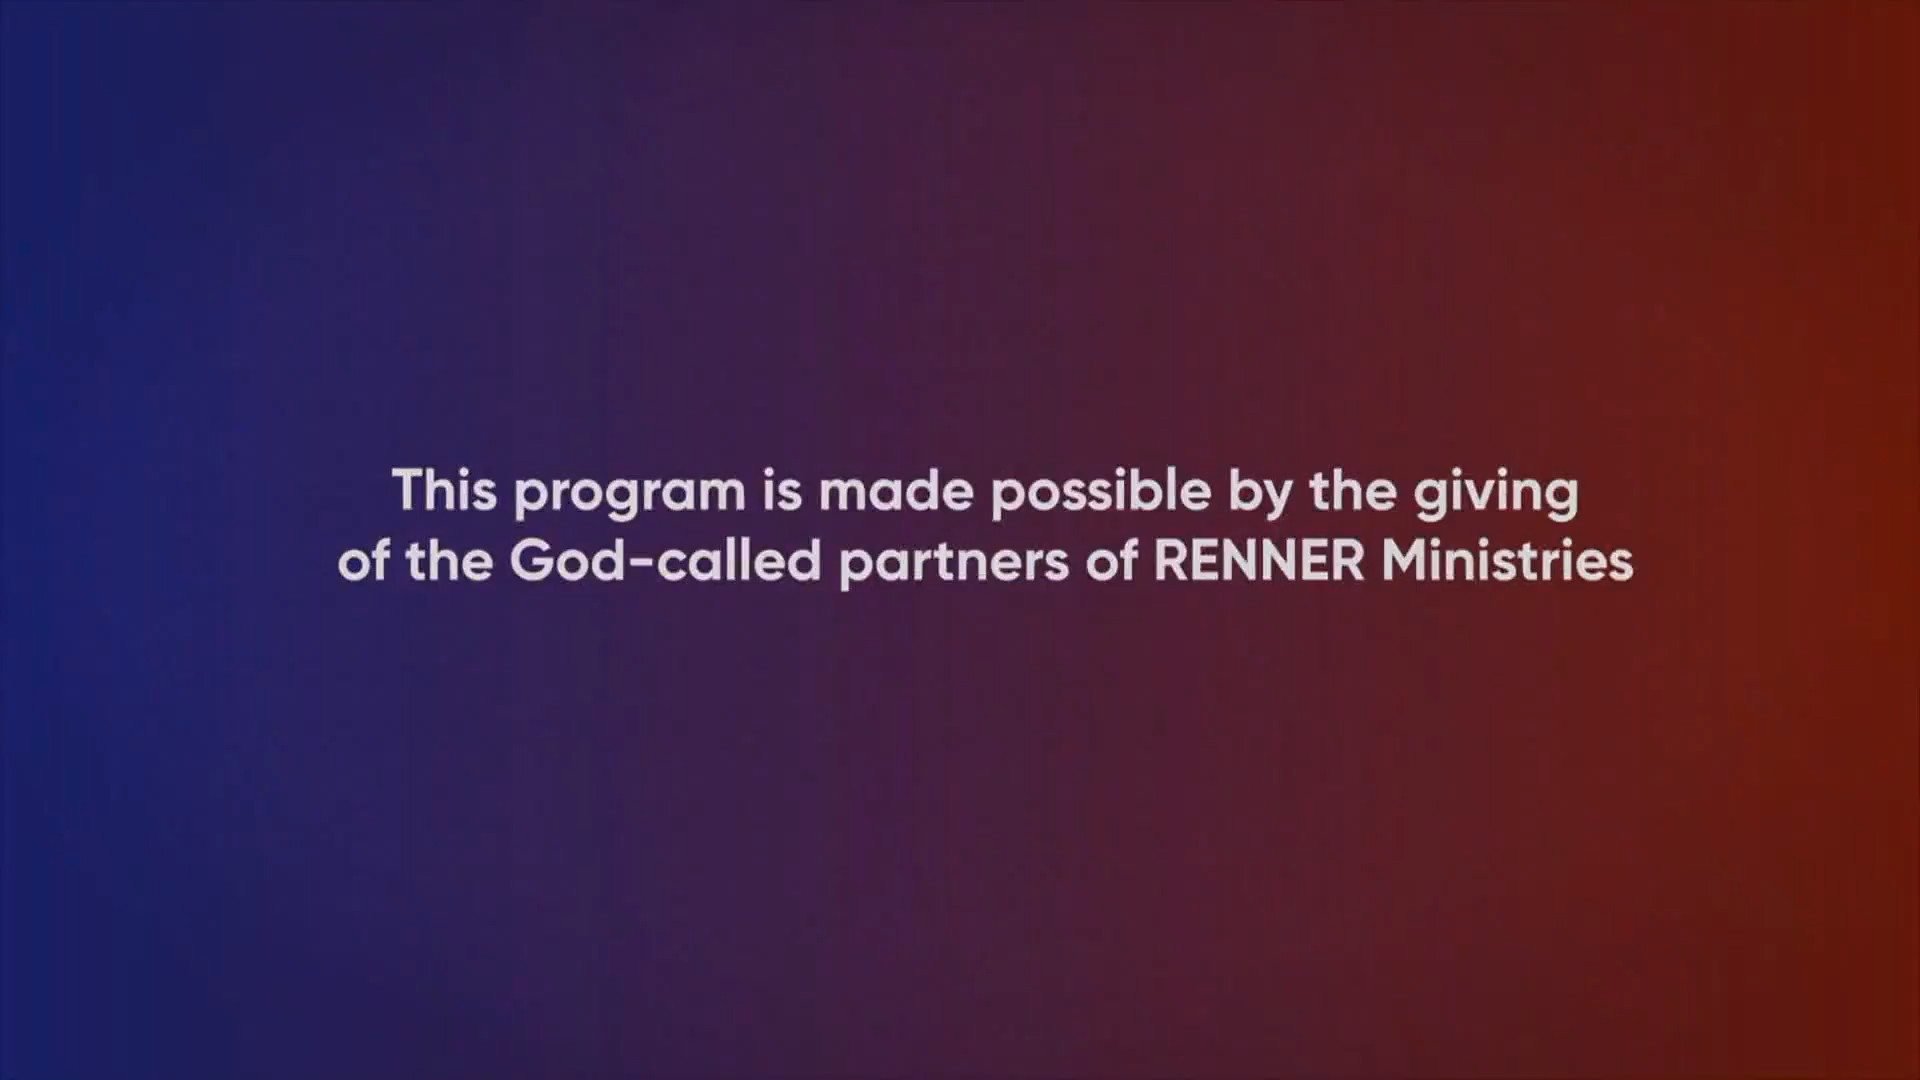 This program is made possible by the giving
of the God-called partners of RENNER Ministries